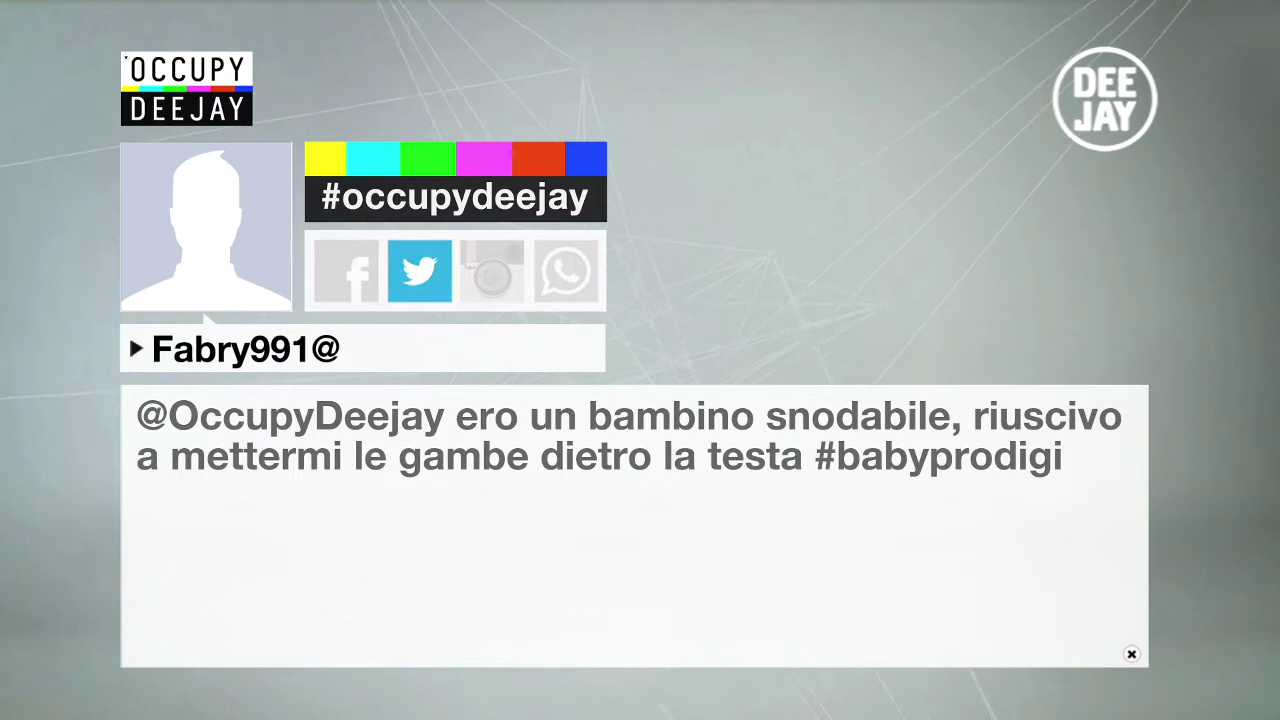 OCCUPY
DEEJAY
DEE
JAY
#occupydeejay
Fabry991@
@OccupyDeejay ero un bambino snodabile, riuscivo
a mettermi le gambe dietro la testa #babyprodigi